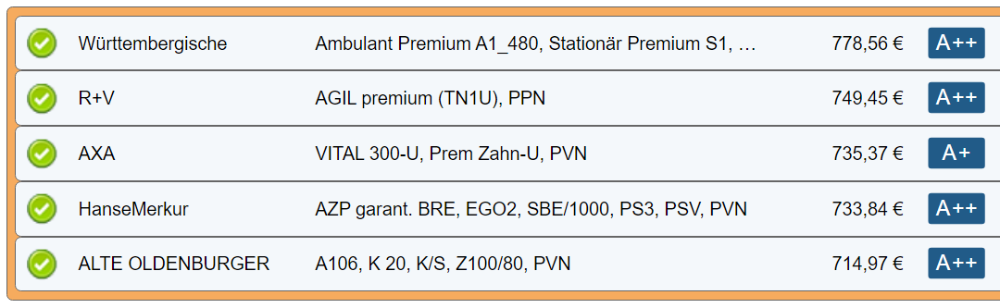 Württembergische Ambulant Premium A1_480, Stationär Premium S1, … 778,56 € A++
R+V AGIL premium (TN1U), PPN 749,45 € A++
AXA VITAL 300-U, Prem Zahn-U, PVN 735,37 € A+
HanseMerkur AZP garant. BRE, EGO2, SBE/1000, PS3, PSV, PVN 733,84 € A++
ALTE OLDENBURGER A106, K 20, K/S, Z100/80, PVN 714,97 € A++